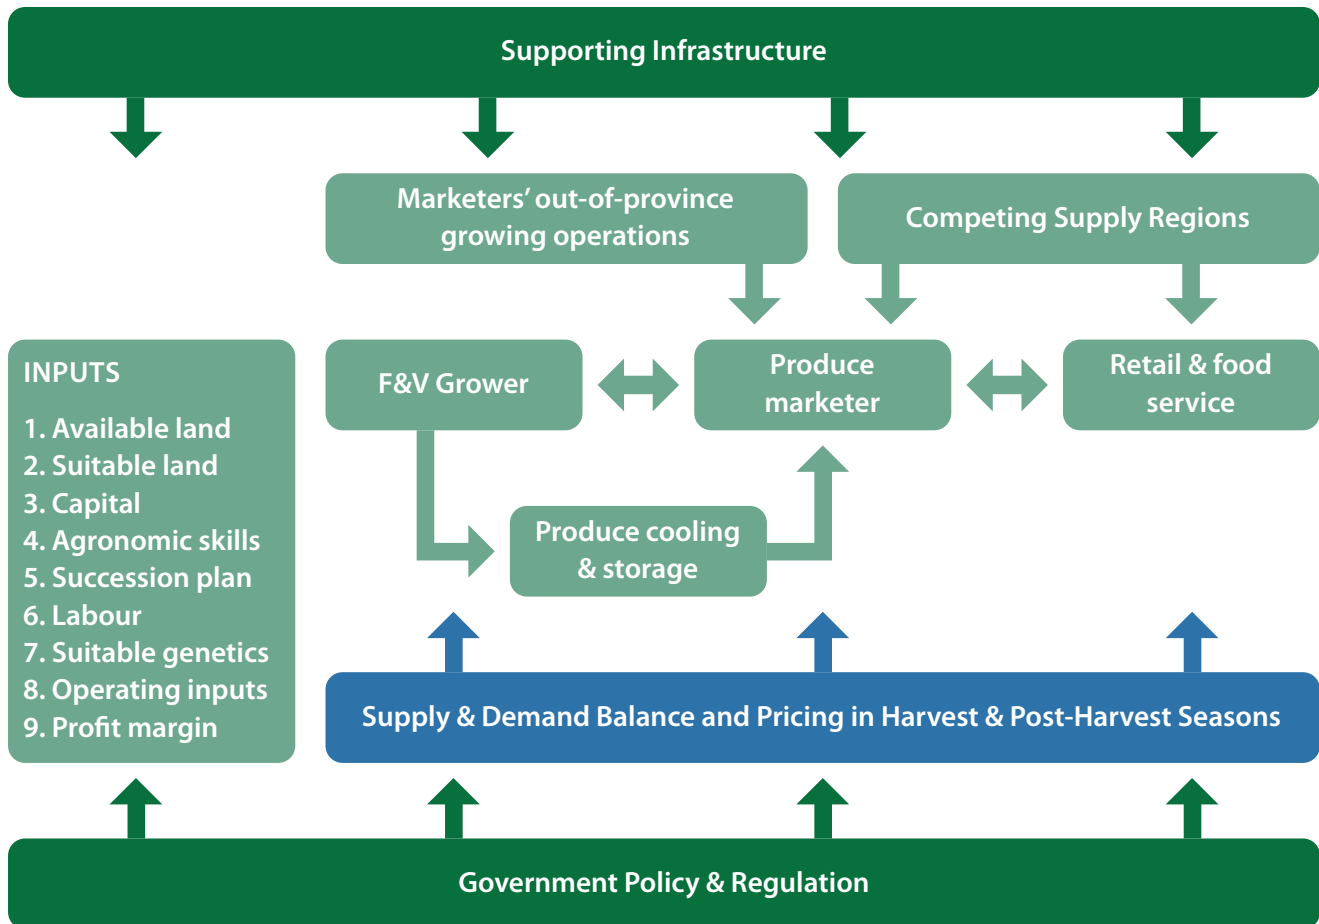 Supporting Infrastructure
Marketers’ out-of-province
growing operations
Competing Supply Regions
INPUTS
1. Available land
2. Suitable land
3. Capital
4. Agronomic skills
5. Succession plan
6. Labour
7. Suitable genetics
8. Operating inputs
9. Profit margin
F&V Grower
Produce
marketer
Retail & food
service
Produce cooling
& storage
Supply & Demand Balance and Pricing in Harvest & Post-Harvest Seasons
Government Policy & Regulation